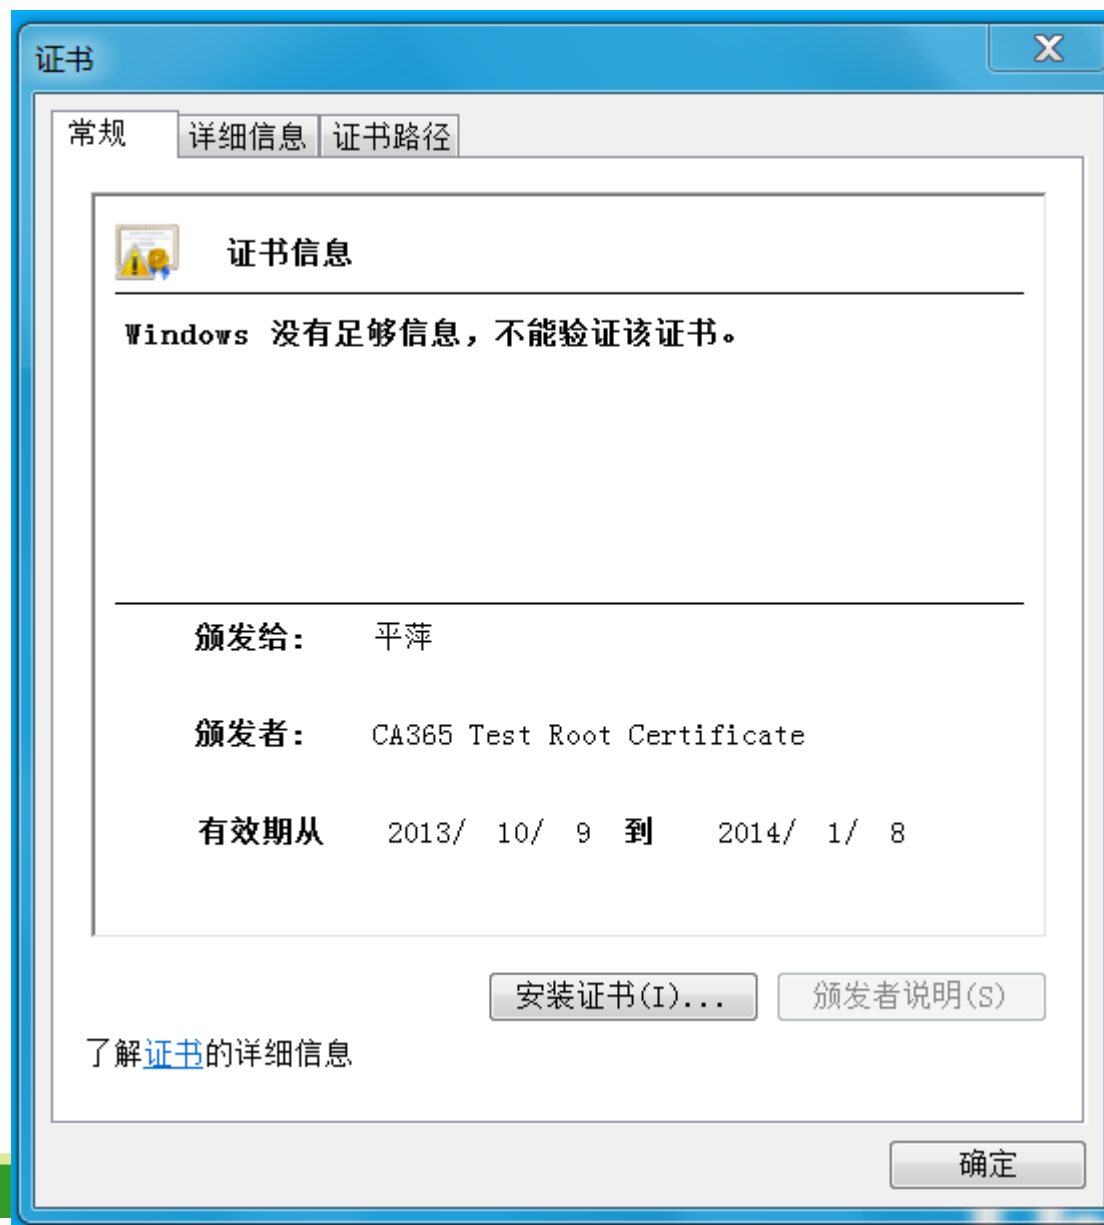 证书
常规 详细信息 证书路径
证书信息
Windows 没有足够信息，不能验证该证书。
颁发给： 平萍
颁发者： CA365 Test Root Certificate
有效期从 2013/ 10/ 9 到 2014/ 1/ 8
安装证书(I)... 颁发者说明(S)
了解证书的详细信息
确定